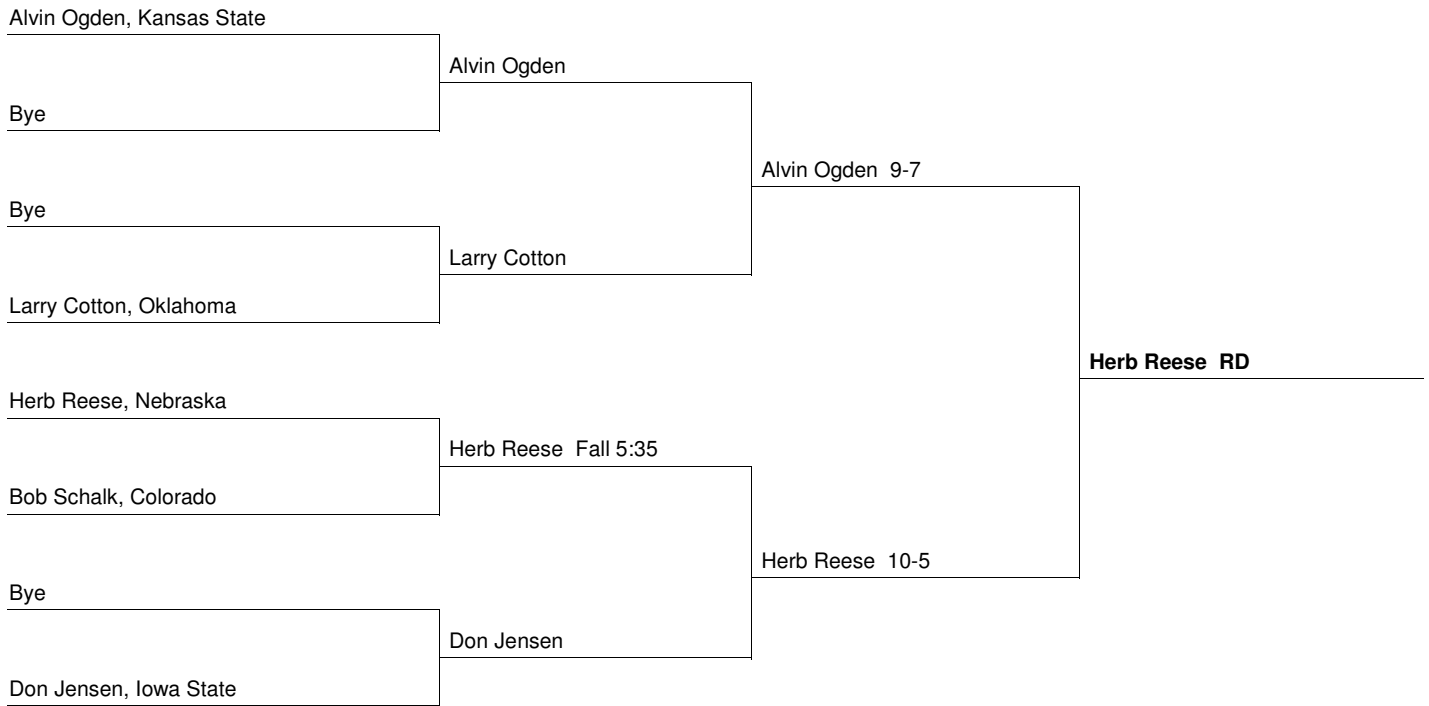 Alvin Ogden, Kansas State
Alvin Ogden
Bye
Alvin Ogden 9-7
Bye
Larry Cotton
Larry Cotton, Oklahoma
Herb Reese RD
Herb Reese, Nebraska
Herb Reese Fall 5:35
Bob Schalk, Colorado
Herb Reese 10-5
Bye
Don Jensen
Don Jensen, Iowa State